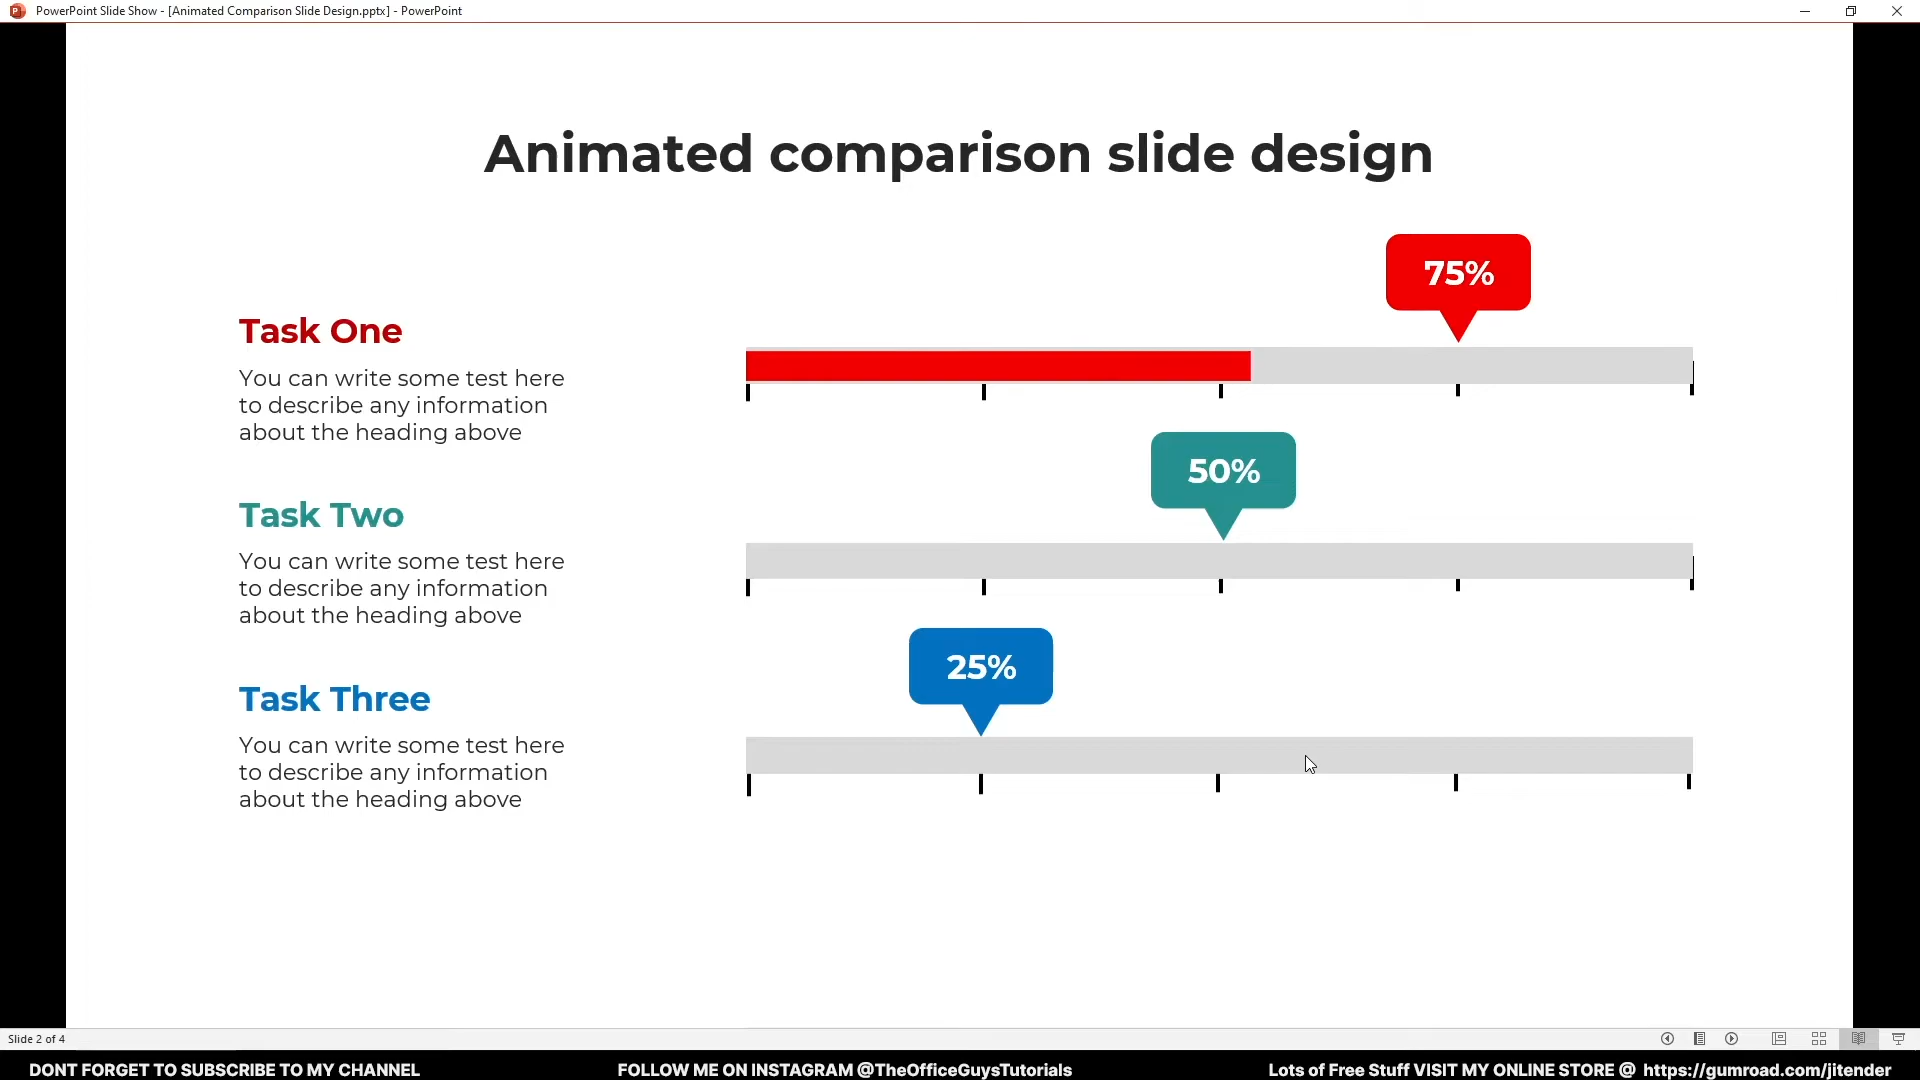 PowerPoint Slide Show - [Animated Comparison Slide Design.pptx] - PowerPoint
Animated comparison slide design
75%
Task One
You can write some test here
to describe any information
about the heading above
50%
Task Two
You can write some test here
to describe any information
about the heading above
25%
Task Three
You can write some test here
to describe any information
about the heading above
Slide 2 of 4
DONT FORGET TO SUBSCRIBE TO MY CHANNEL
FOLLOW ME ON INSTAGRAM @TheOfficeGuysTutorials
Lots of Free Stuff VISIT MY ONLINE STORE @ https://gumroad.com/jitender